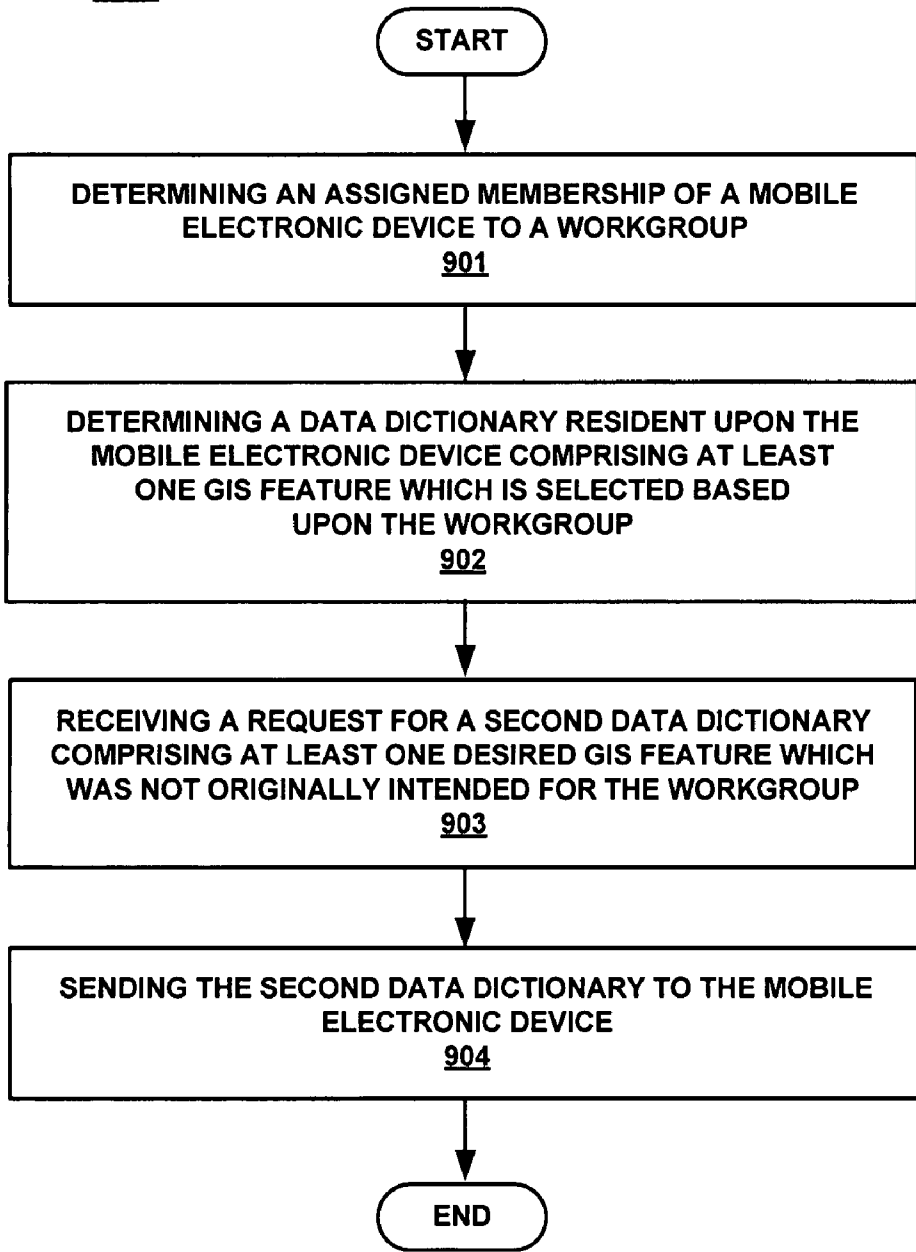 START
DETERMINING AN ASSIGNED MEMBERSHIP OF A MOBILE
ELECTRONIC DEVICE TO A WORKGROUP
901
DETERMINING A DATA DICTIONARY RESIDENT UPON THE
MOBILE ELECTRONIC DEVICE COMPRISING AT LEAST
ONE GIS FEATURE WHICH IS SELECTED BASED
UPON THE WORKGROUP
902
RECEIVING A REQUEST FOR A SECOND DATA DICTIONARY
COMPRISING AT LEAST ONE DESIRED GIS FEATURE WHICH
WAS NOT ORIGINALLY INTENDED FOR THE WORKGROUP
903
SENDING THE SECOND DATA DICTIONARY TO THE MOBILE
ELECTRONIC DEVICE
904
END